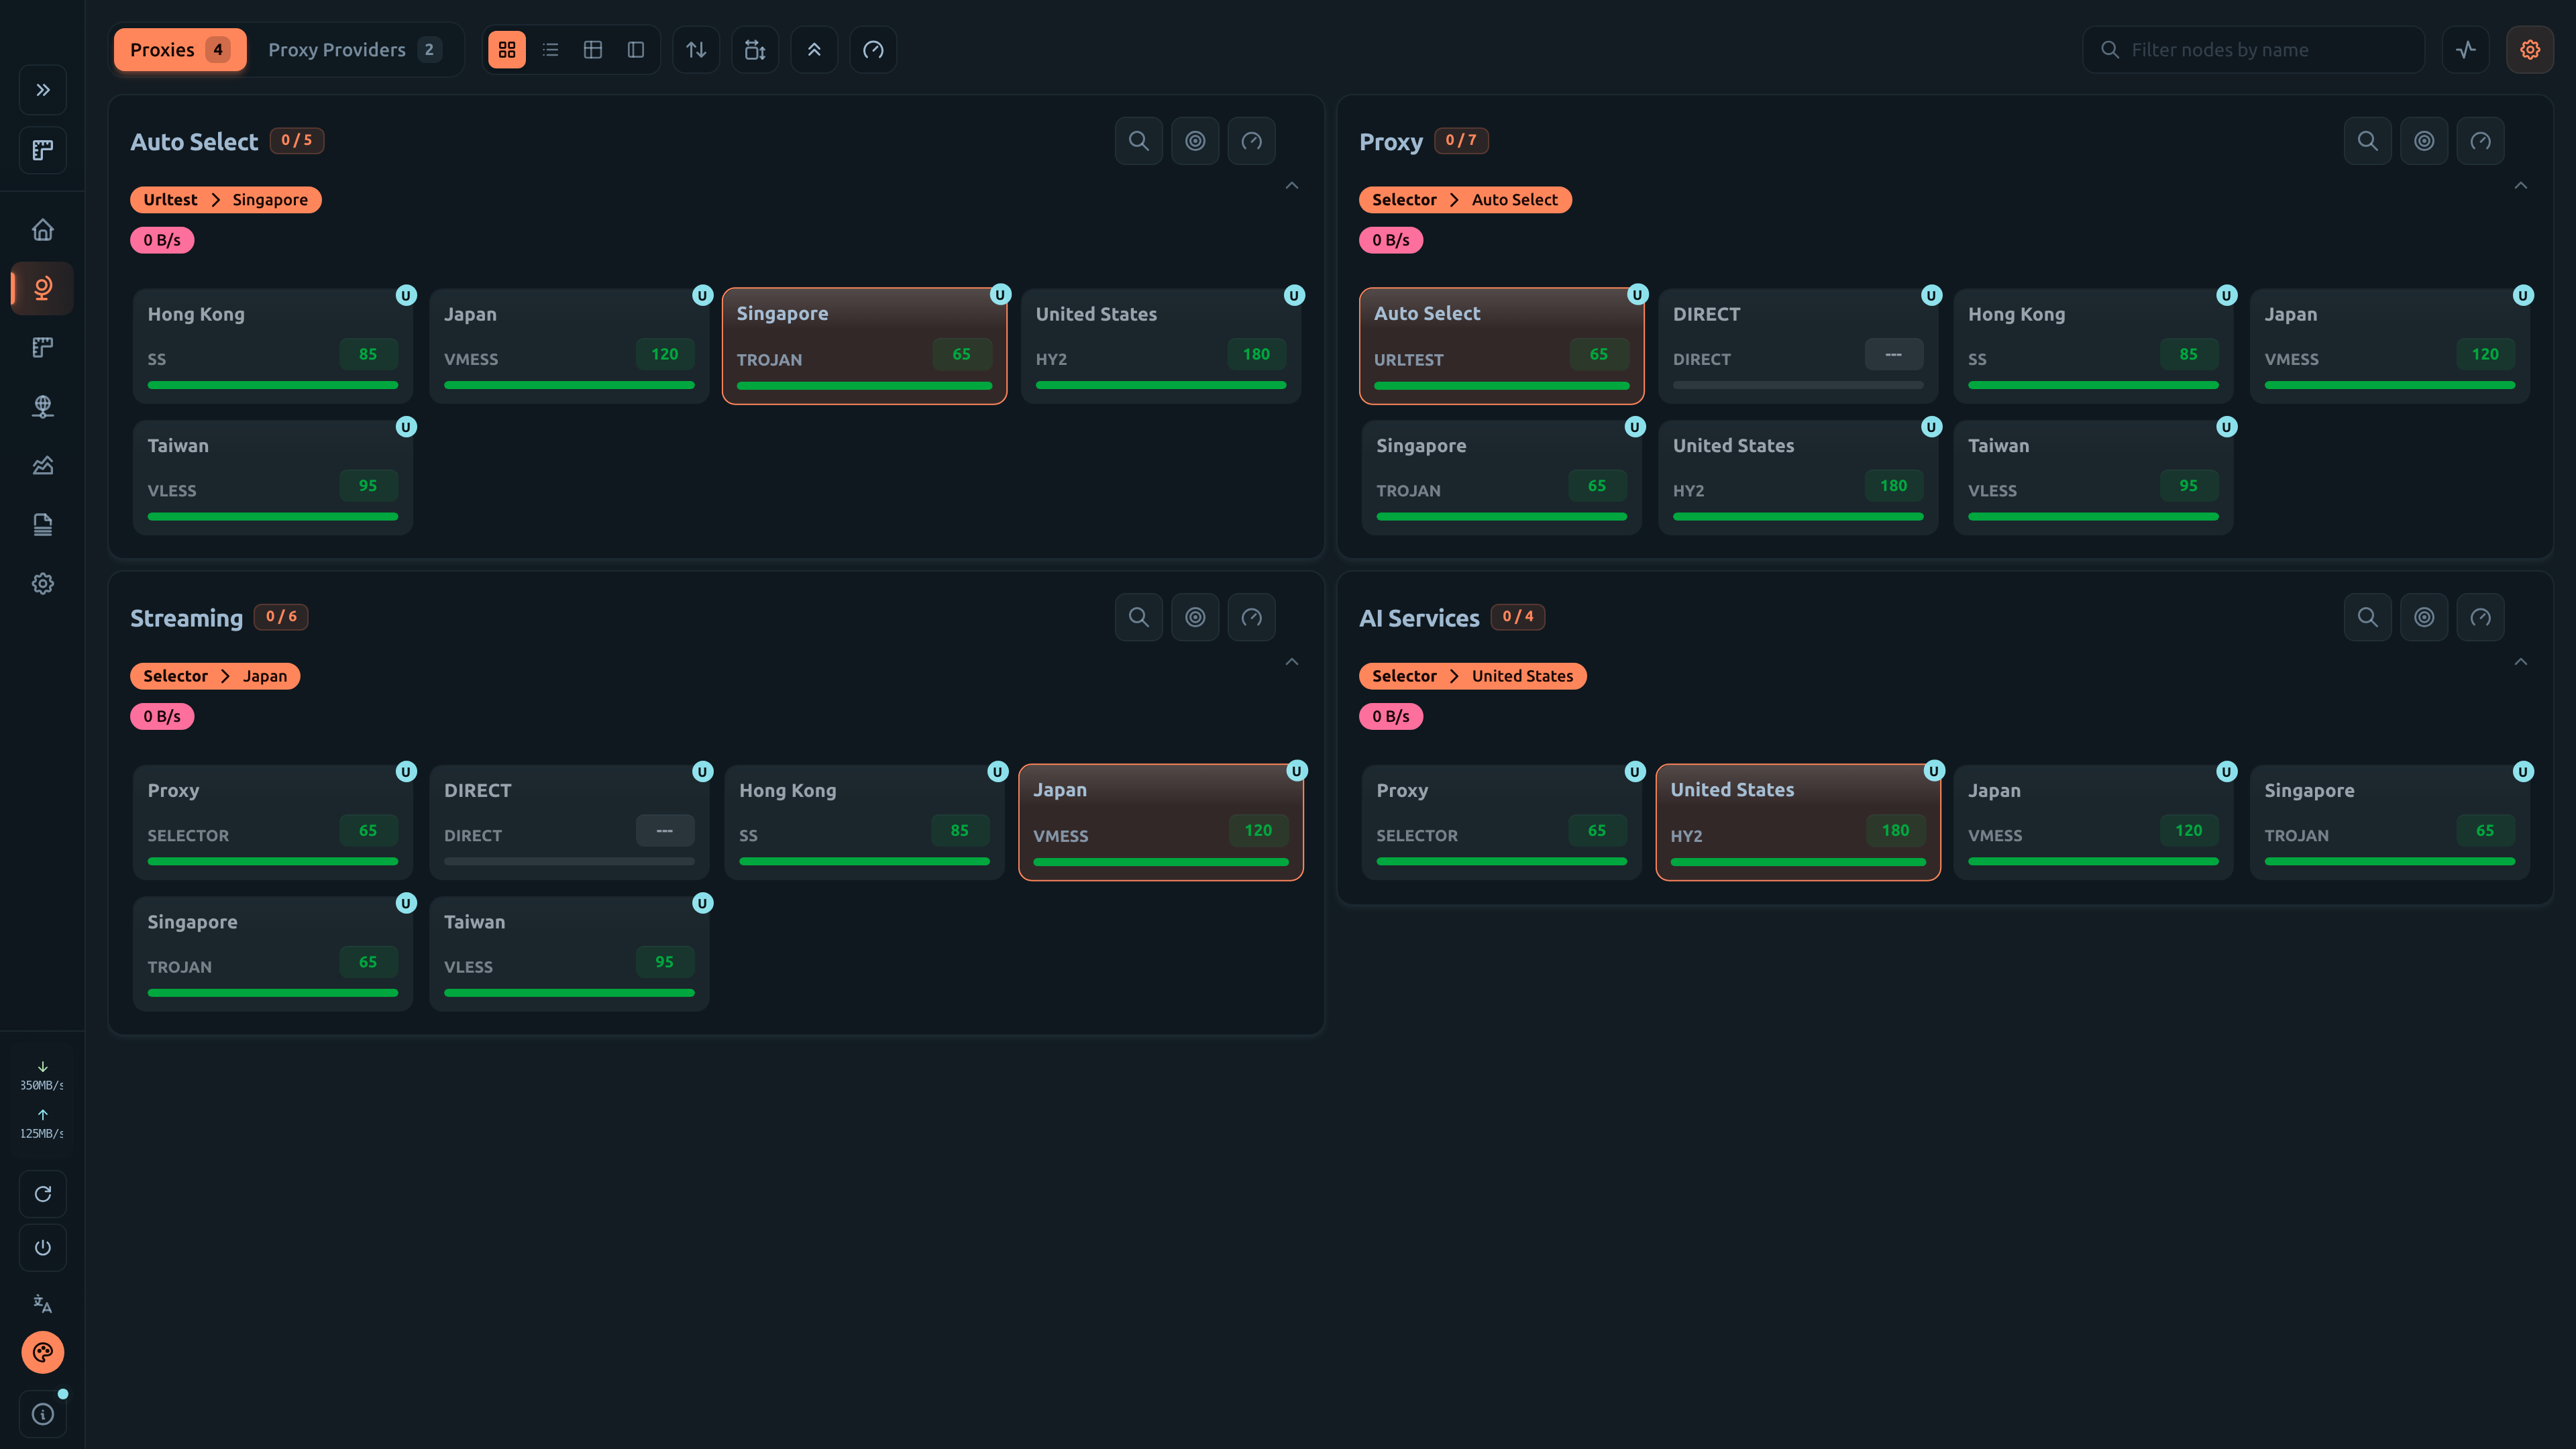 Proxies 4
Proxy Providers 2
Filter nodes by name
Auto Select 0 / 5
Urltest Singapore
0 B/s
Hong Kong U
SS 85
Japan U
VMESS 120
Singapore U
TROJAN 65
United States U
HY2 180
Taiwan U
VLESS 95
Proxy 0 / 7
Selector Auto Select
0 B/s
Auto Select U
URLTEST 65
DIRECT U
DIRECT ---
Hong Kong U
SS 85
Japan U
VMESS 120
Singapore U
TROJAN 65
United States U
HY2 180
Taiwan U
VLESS 95
Streaming 0 / 6
Selector Japan
0 B/s
Proxy U
SELECTOR 65
DIRECT U
DIRECT ---
Hong Kong U
SS 85
Japan U
VMESS 120
Singapore U
TROJAN 65
Taiwan U
VLESS 95
AI Services 0 / 4
Selector United States
0 B/s
Proxy U
SELECTOR 65
United States U
HY2 180
Japan U
VMESS 120
Singapore U
TROJAN 65
350MB/s
125MB/s